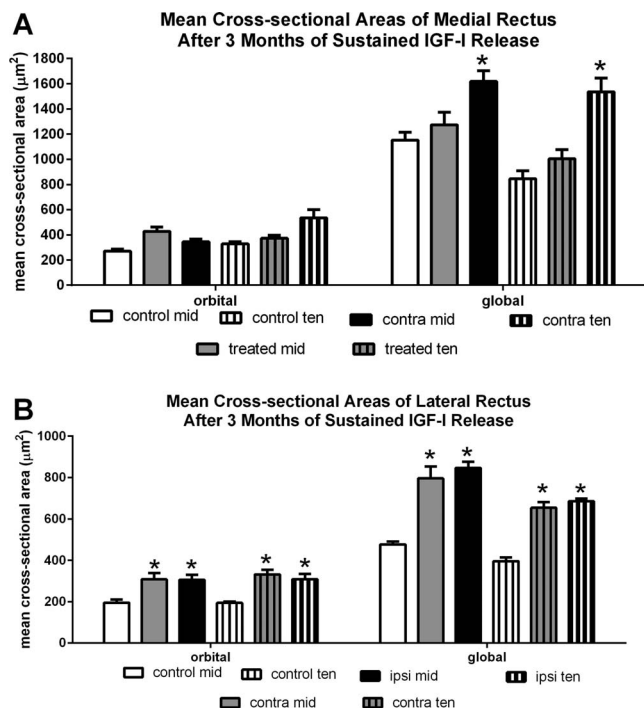 A
Mean Cross-sectional Areas of Medial Rectus
After 3 Months of Sustained IGF-I Release
mean cross-sectional area (µm²)
1800
1600
1400
1200
1000
800
600
400
200
0
* *
orbital global
control mid control ten contra mid contra ten
treated mid treated ten
B
Mean Cross-sectional Areas of Lateral Rectus
After 3 Months of Sustained IGF-I Release
mean cross-sectional area (µm²)
1000
800
600
400
200
0
* * * * * * * *
orbital global
control mid control ten ipsi mid ipsi ten
contra mid contra ten